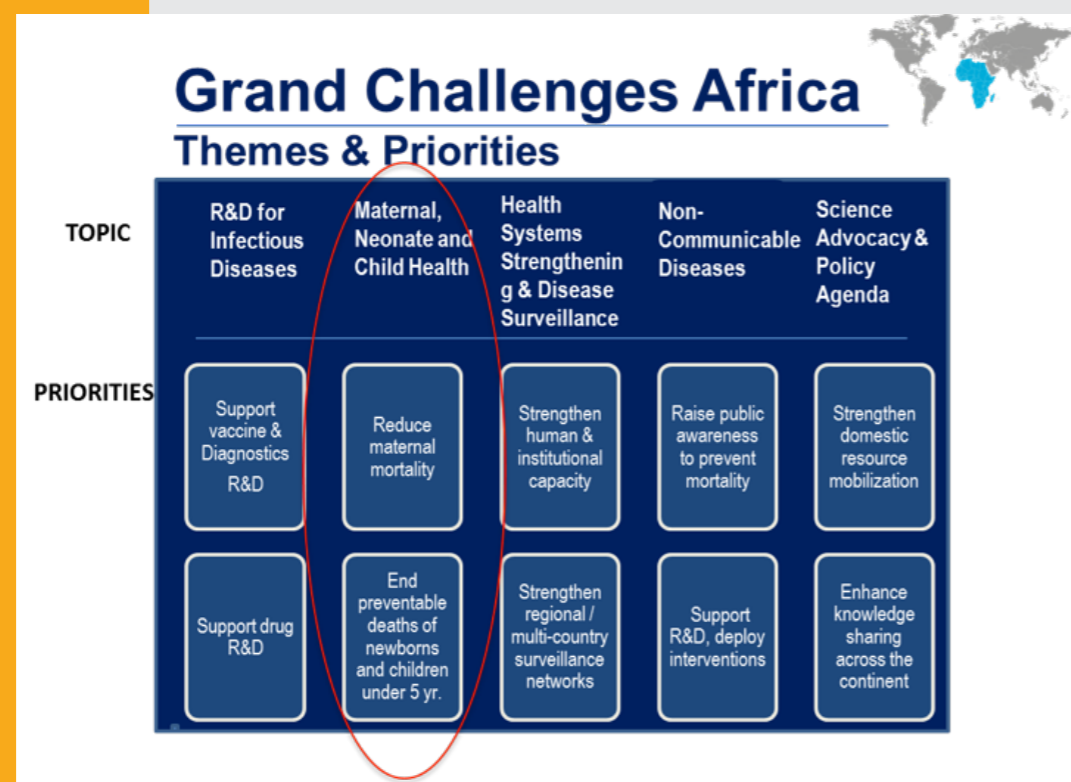 Grand Challenges Africa
Themes & Priorities
TOPIC
R&D for
Infectious
Diseases
Maternal,
Neonate and
Child Health
Health
Systems
Strengthenin
g & Disease
Surveillance
Non-
Communicable
Diseases
Science
Advocacy &
Policy
Agenda
PRIORITIES
Support
vaccine &
Diagnostics
R&D
Reduce
maternal
mortality
Strengthen
human &
institutional
capacity
Raise public
awareness
to prevent
mortality
Strengthen
domestic
resource
mobilization
Support drug
R&D
End
preventable
deaths of
newborns
and children
under 5 yr.
Strengthen
regional /
multi-country
surveillance
networks
Support
R&D, deploy
interventions
Enhance
knowledge
sharing
across the
continent